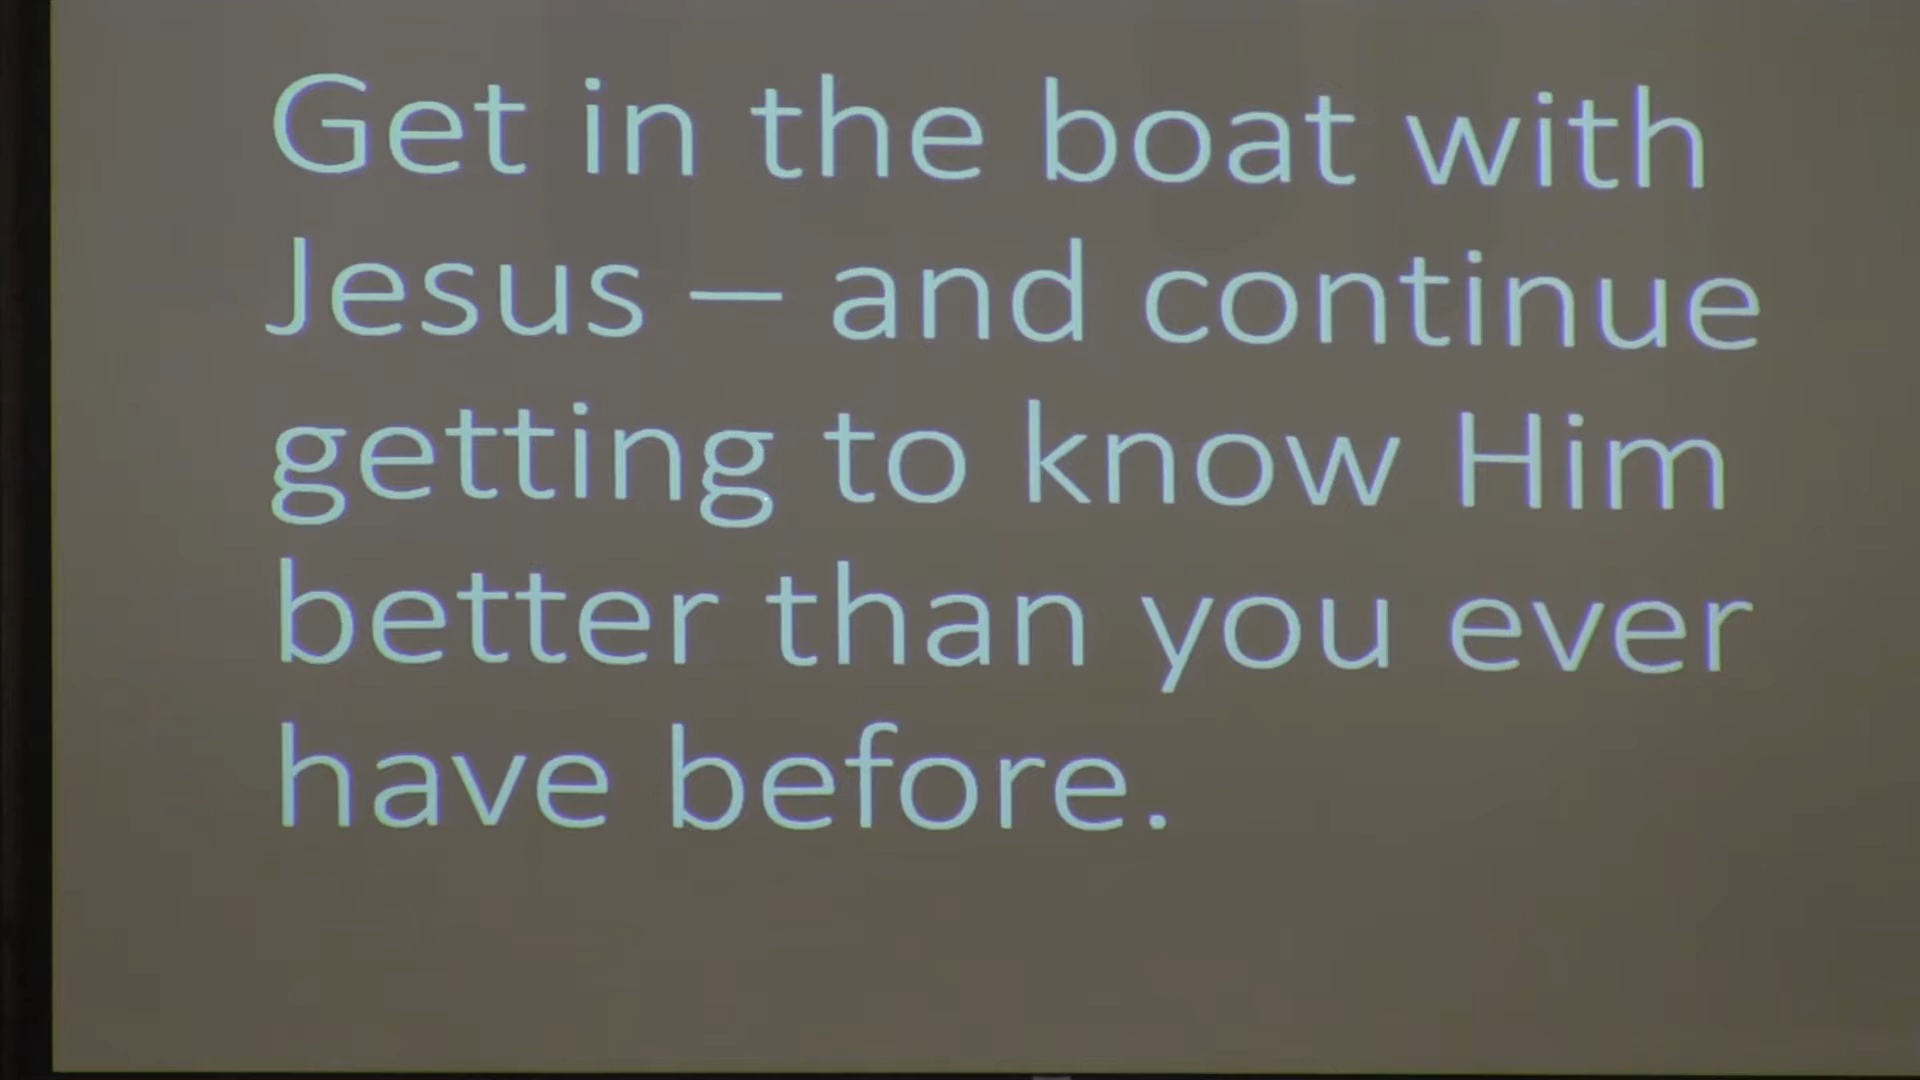 Get in the boat with
Jesus – and continue
getting to know Him
better than you ever
have before.